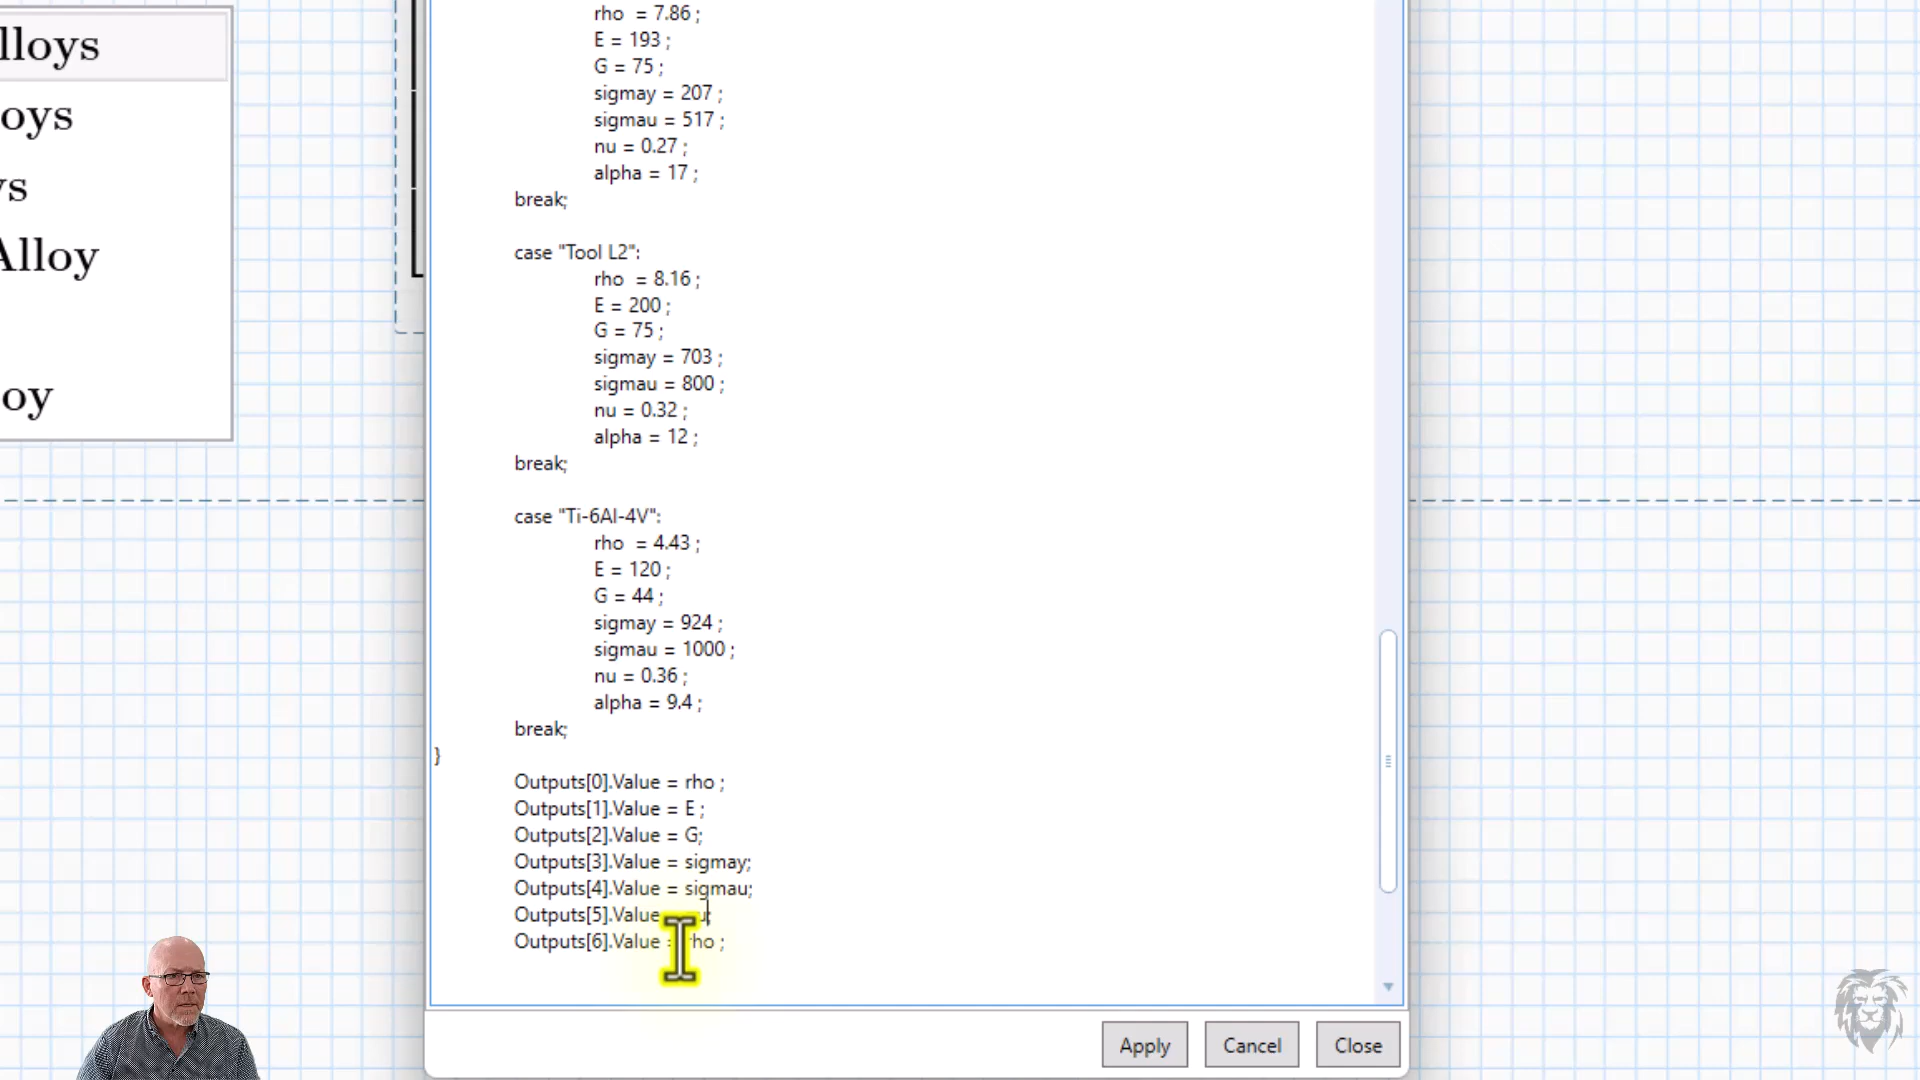 lloys
oys
ys
Alloy
oy
rho = 7.86 ;
E = 193 ;
G = 75 ;
sigmay = 207 ;
sigmau = 517 ;
nu = 0.27 ;
alpha = 17 ;
break;
case "Tool L2":
rho = 8.16 ;
E = 200 ;
G = 75 ;
sigmay = 703 ;
sigmau = 800 ;
nu = 0.32 ;
alpha = 12 ;
break;
case "Ti-6Al-4V":
rho = 4.43 ;
E = 120 ;
G = 44 ;
sigmay = 924 ;
sigmau = 1000 ;
nu = 0.36 ;
alpha = 9.4 ;
break;
}
Outputs[0].Value = rho ;
Outputs[1].Value = E ;
Outputs[2].Value = G;
Outputs[3].Value = sigmay;
Outputs[4].Value = sigmau;
Outputs[5].Value
Outputs[6].Value = rho ;
Apply Cancel Close